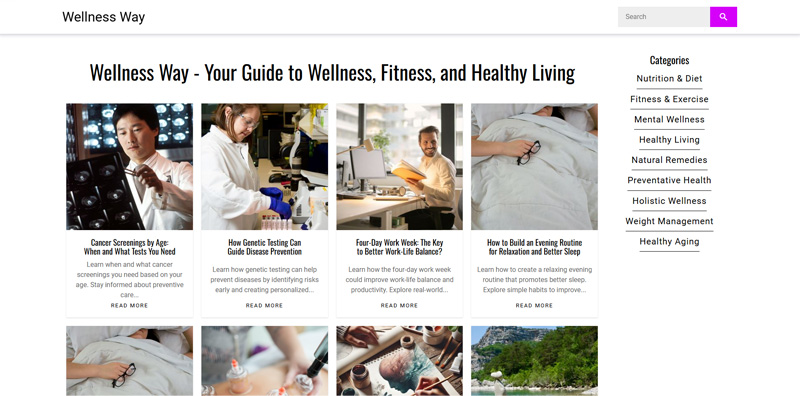 Wellness Way
Search
Wellness Way - Your Guide to Wellness, Fitness, and Healthy Living
Cancer Screenings by Age:
When and What Tests You Need
Learn when and what cancer
screenings you need based on your
age. Stay informed about preventive
care...
READ MORE
How Genetic Testing Can
Guide Disease Prevention
Learn how genetic testing can help
prevent diseases by identifying risks
early and creating personalized...
READ MORE
Four-Day Work Week: The Key
to Better Work-Life Balance?
Learn how the four-day work week
could improve work-life balance and
productivity. Explore real-world...
READ MORE
How to Build an Evening Routine
for Relaxation and Better Sleep
Learn how to create a relaxing evening
routine that promotes better sleep.
Explore simple habits to improve...
READ MORE
Categories
Nutrition & Diet
Fitness & Exercise
Mental Wellness
Healthy Living
Natural Remedies
Preventative Health
Holistic Wellness
Weight Management
Healthy Aging